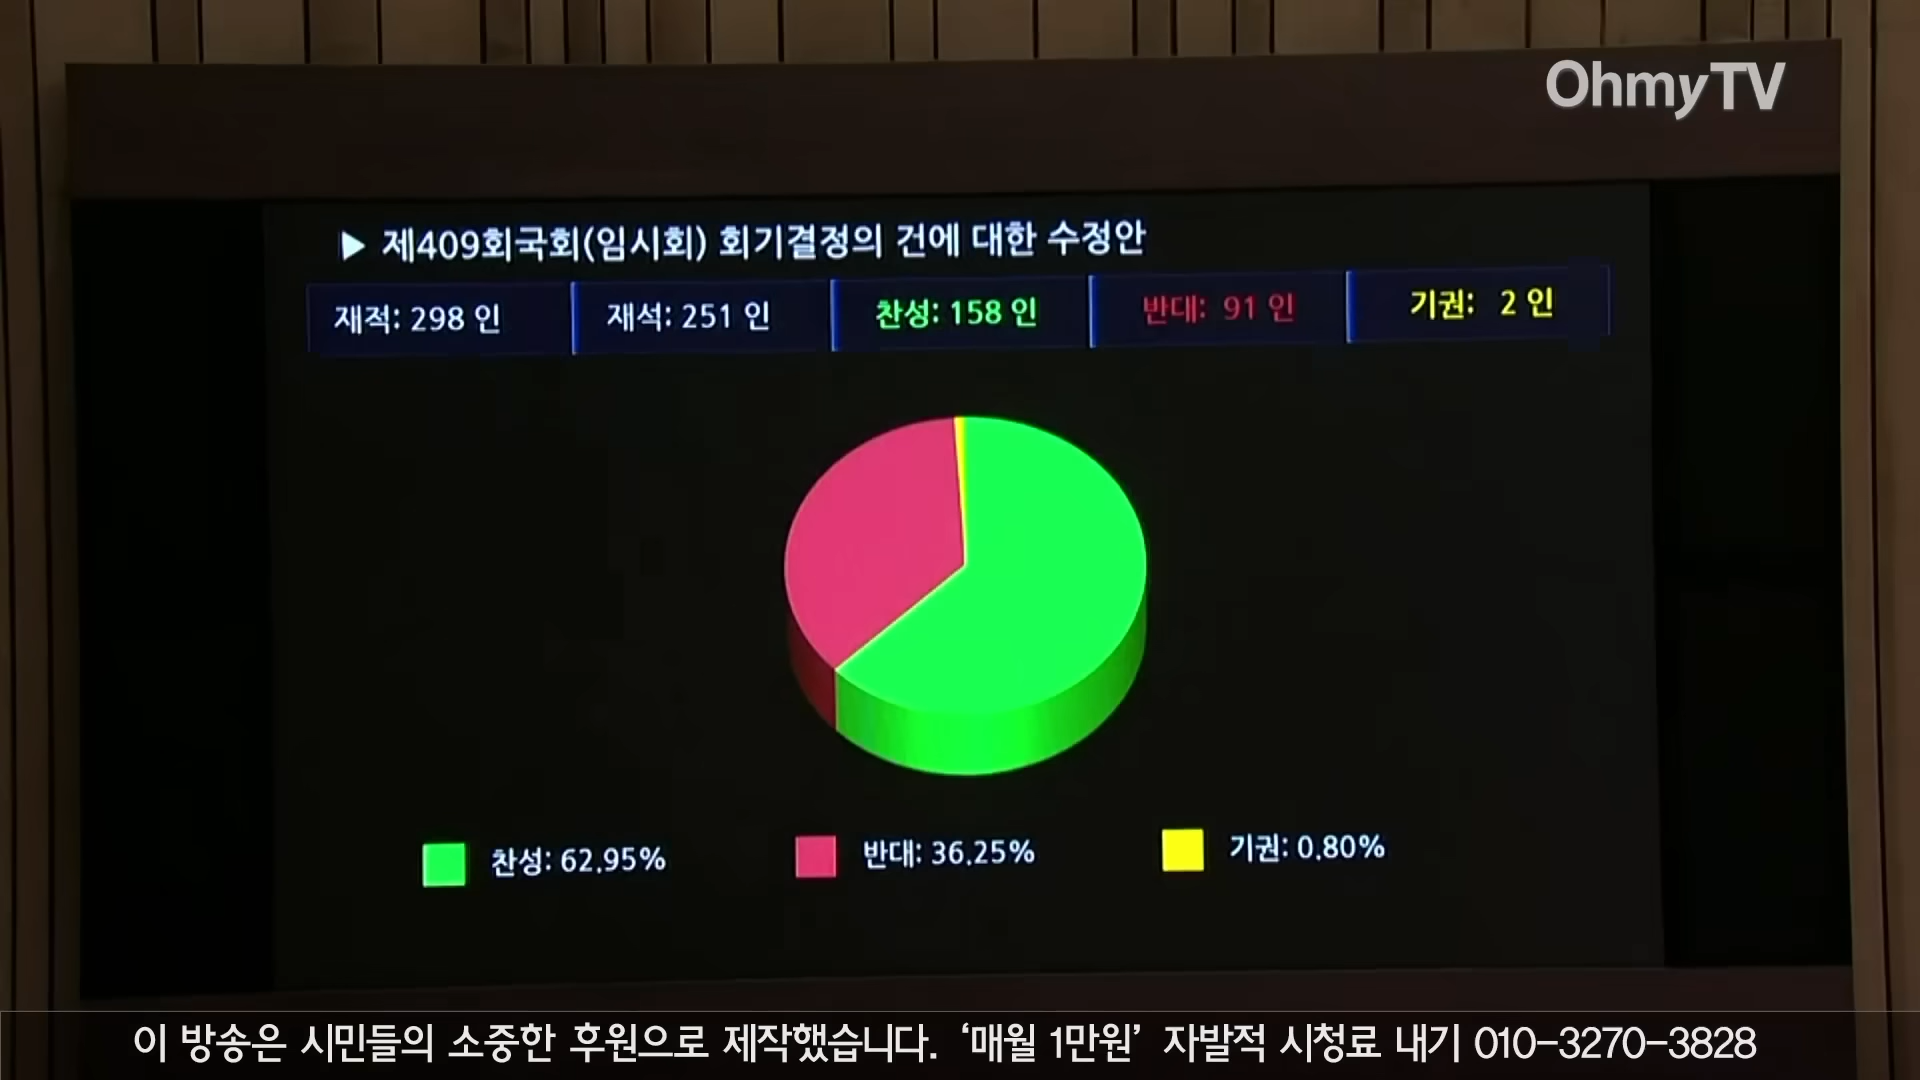 OhmyTV
▶ 제409회국회(임시회) 회기결정의 건에 대한 수정안
재적: 298 인 재석: 251 인 찬성: 158 인 반대: 91 인 기권: 2 인
찬성: 62.95% 반대: 36.25% 기권: 0.80%
이 방송은 시민들의 소중한 후원으로 제작했습니다. ‘매월 1만원’ 자발적 시청료 내기 010-3270-3828